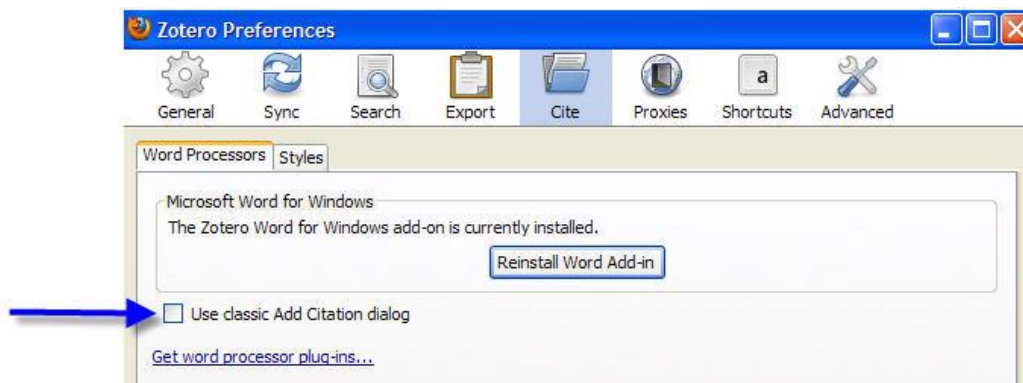 Zotero Preferences
General Sync Search Export Cite Proxies Shortcuts Advanced
Word Processors Styles
Microsoft Word for Windows
The Zotero Word for Windows add-on is currently installed.
Reinstall Word Add-in
Use classic Add Citation dialog
Get word processor plug-ins...